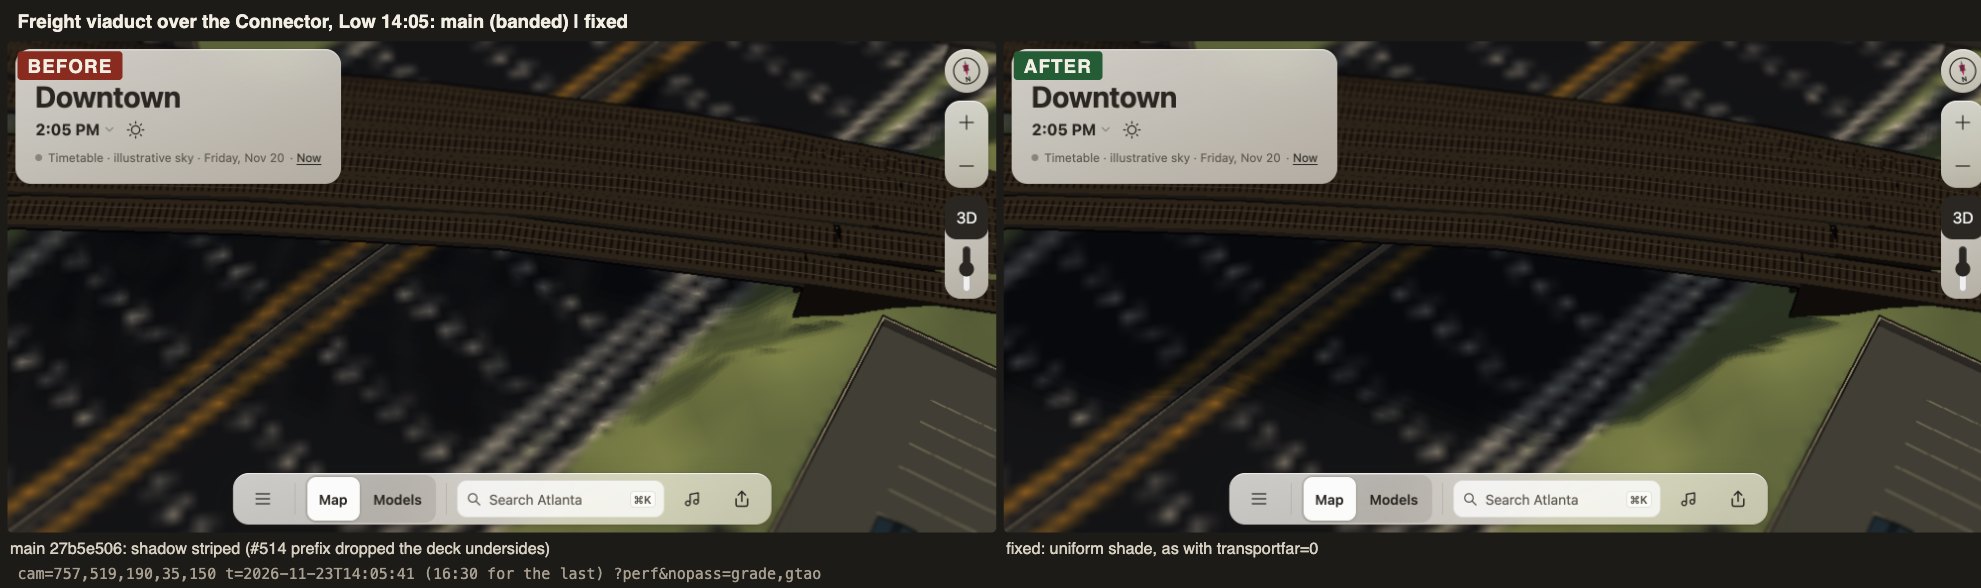 Freight viaduct over the Connector, Low 14:05: main (banded) | fixed
BEFORE
Downtown
2:05 PM
Timetable · illustrative sky · Friday, Nov 20 · Now
N
+
−
3D
Map Models Search Atlanta ⌘K
AFTER
Downtown
2:05 PM
Timetable · illustrative sky · Friday, Nov 20 · Now
N
+
−
3D
Map Models Search Atlanta ⌘K
main 27b5e506: shadow striped (#514 prefix dropped the deck undersides)
fixed: uniform shade, as with transportfar=0
cam=757,519,190,35,150 t=2026-11-23T14:05:41 (16:30 for the last) ?perf&nopass=grade,gtao